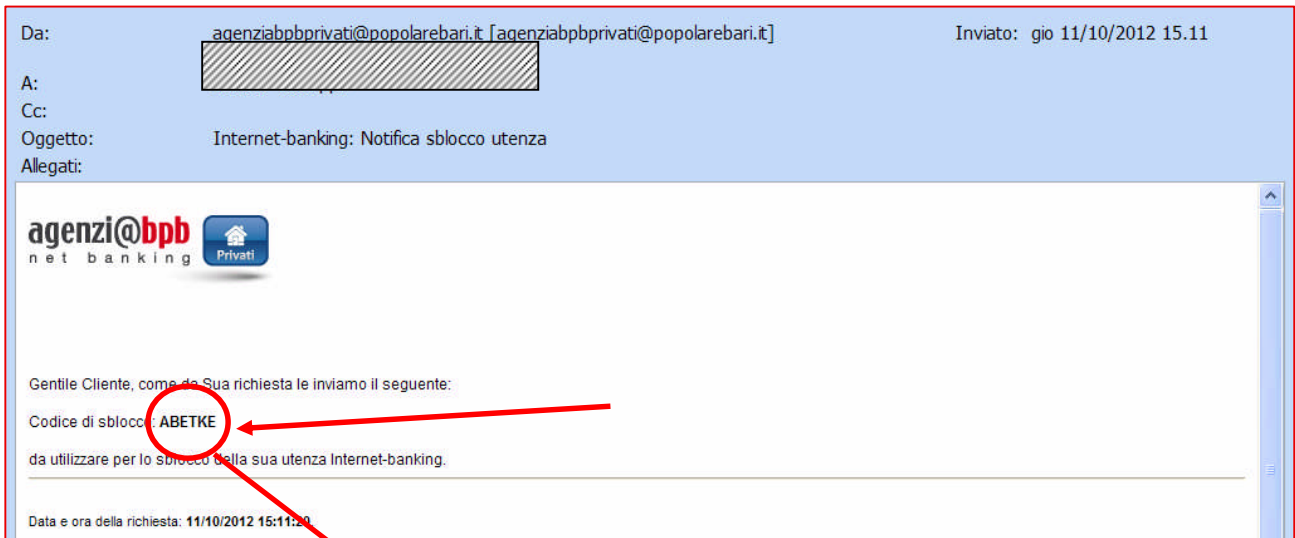 Da: agenziabpbprivati@popolarebari.it [agenziabpbprivati@popolarebari.it] Inviato: gio 11/10/2012 15.11
A:
Cc:
Oggetto: Internet-banking: Notifica sblocco utenza
Allegati:
agenzi@bpb
net banking
Privati
Gentile Cliente, come da Sua richiesta le inviamo il seguente:
Codice di sblocco: ABETKE
da utilizzare per lo sblocco della sua utenza Internet-banking.
Data e ora della richiesta: 11/10/2012 15:11:20.